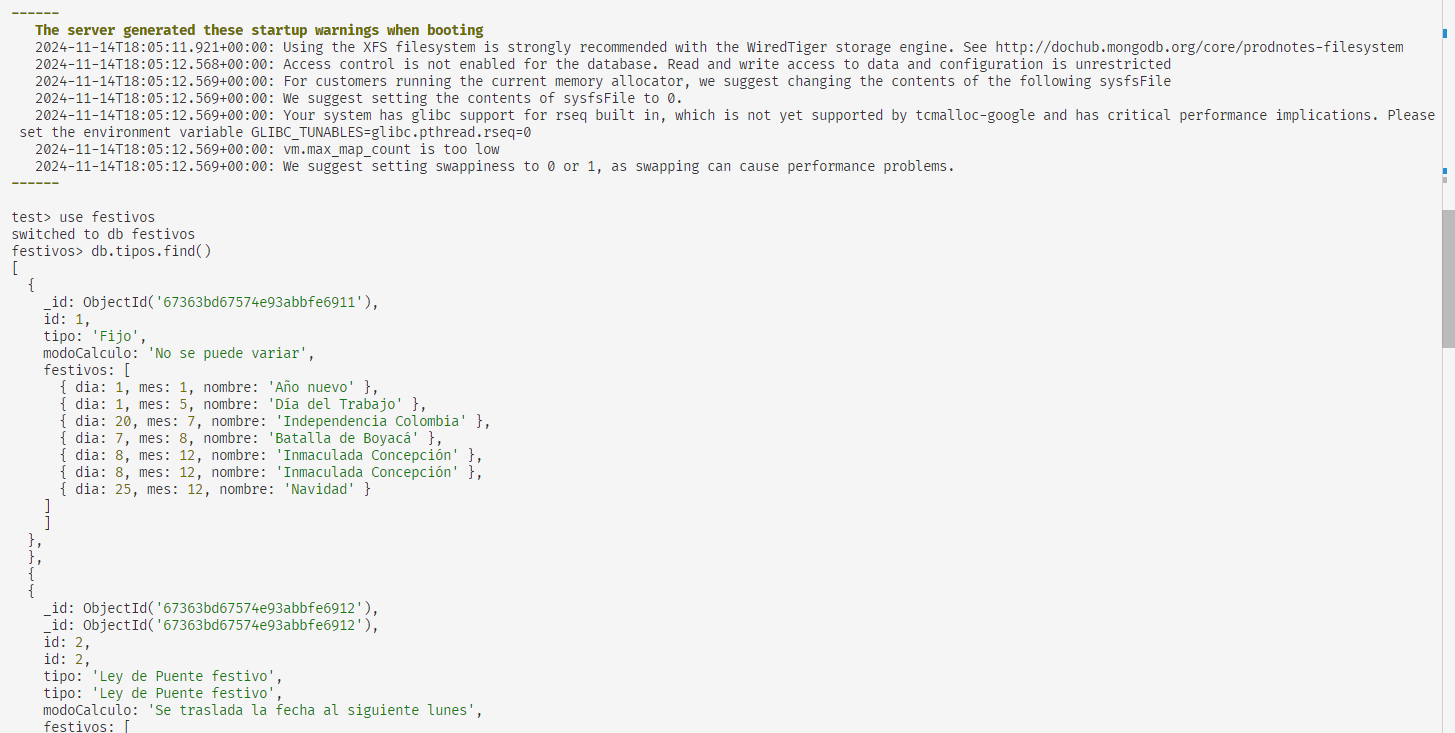 ------
   The server generated these startup warnings when booting
   2024-11-14T18:05:11.921+00:00: Using the XFS filesystem is strongly recommended with the WiredTiger storage engine. See http://dochub.mongodb.org/core/prodnotes-filesystem
   2024-11-14T18:05:12.568+00:00: Access control is not enabled for the database. Read and write access to data and configuration is unrestricted
   2024-11-14T18:05:12.569+00:00: For customers running the current memory allocator, we suggest changing the contents of the following sysfsFile
   2024-11-14T18:05:12.569+00:00: We suggest setting the contents of sysfsFile to 0.
   2024-11-14T18:05:12.569+00:00: Your system has glibc support for rseq built in, which is not yet supported by tcmalloc-google and has critical performance implications. Please
 set the environment variable GLIBC_TUNABLES=glibc.pthread.rseq=0
   2024-11-14T18:05:12.569+00:00: vm.max_map_count is too low
   2024-11-14T18:05:12.569+00:00: We suggest setting swappiness to 0 or 1, as swapping can cause performance problems.
------
test> use festivos
switched to db festivos
festivos> db.tipos.find()
[
  {
    _id: ObjectId('67363bd67574e93abbfe6911'),
    id: 1,
    tipo: 'Fijo',
    modoCalculo: 'No se puede variar',
    festivos: [
      { dia: 1, mes: 1, nombre: 'Año nuevo' },
      { dia: 1, mes: 5, nombre: 'Día del Trabajo' },
      { dia: 20, mes: 7, nombre: 'Independencia Colombia' },
      { dia: 7, mes: 8, nombre: 'Batalla de Boyacá' },
      { dia: 8, mes: 12, nombre: 'Inmaculada Concepción' },
      { dia: 8, mes: 12, nombre: 'Inmaculada Concepción' },
      { dia: 25, mes: 12, nombre: 'Navidad' }
    ]
    ]
  },
  },
  {
  {
    _id: ObjectId('67363bd67574e93abbfe6912'),
    _id: ObjectId('67363bd67574e93abbfe6912'),
    id: 2,
    id: 2,
    tipo: 'Ley de Puente festivo',
    tipo: 'Ley de Puente festivo',
    modoCalculo: 'Se traslada la fecha al siguiente lunes',
    festivos: [